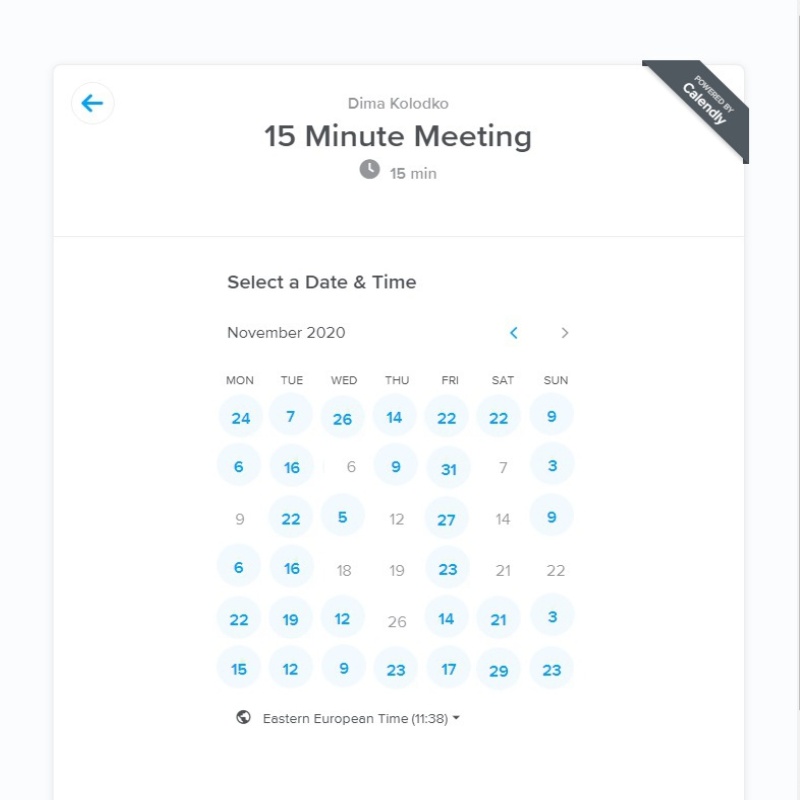 POWERED BY
Calendly
Dima Kolodko
15 Minute Meeting
15 min
Select a Date & Time
November 2020
MON TUE WED THU FRI SAT SUN
24 7 26 14 22 22 9
6 16 6 9 31 7 3
9 22 5 12 27 14 9
6 16 18 19 23 21 22
22 19 12 26 14 21 3
15 12 9 23 17 29 23
Eastern European Time (11:38)